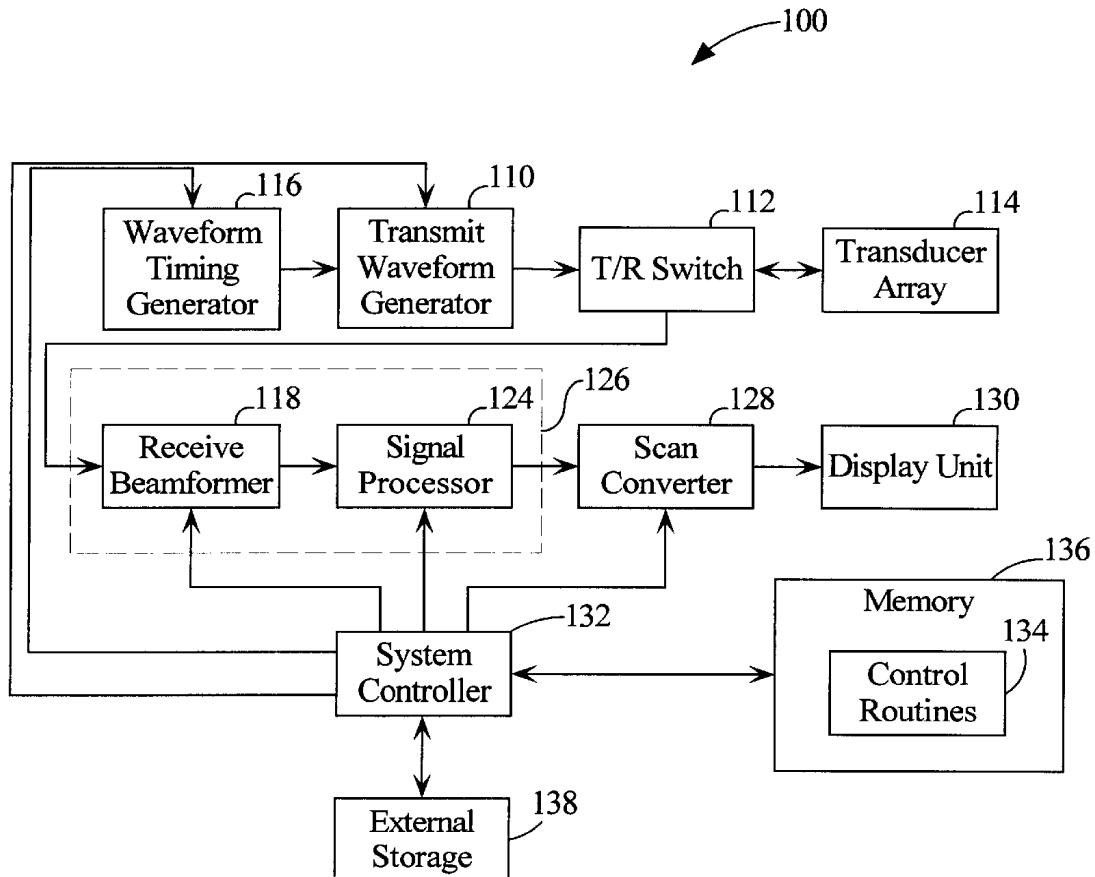 100
116
110
112
114
Waveform
Timing
Generator
Transmit
Waveform
Generator
T/R Switch
Transducer
Array
126
118
124
128
130
Receive
Beamformer
Signal
Processor
Scan
Converter
Display Unit
136
132
Memory
134
System
Controller
Control
Routines
138
External
Storage